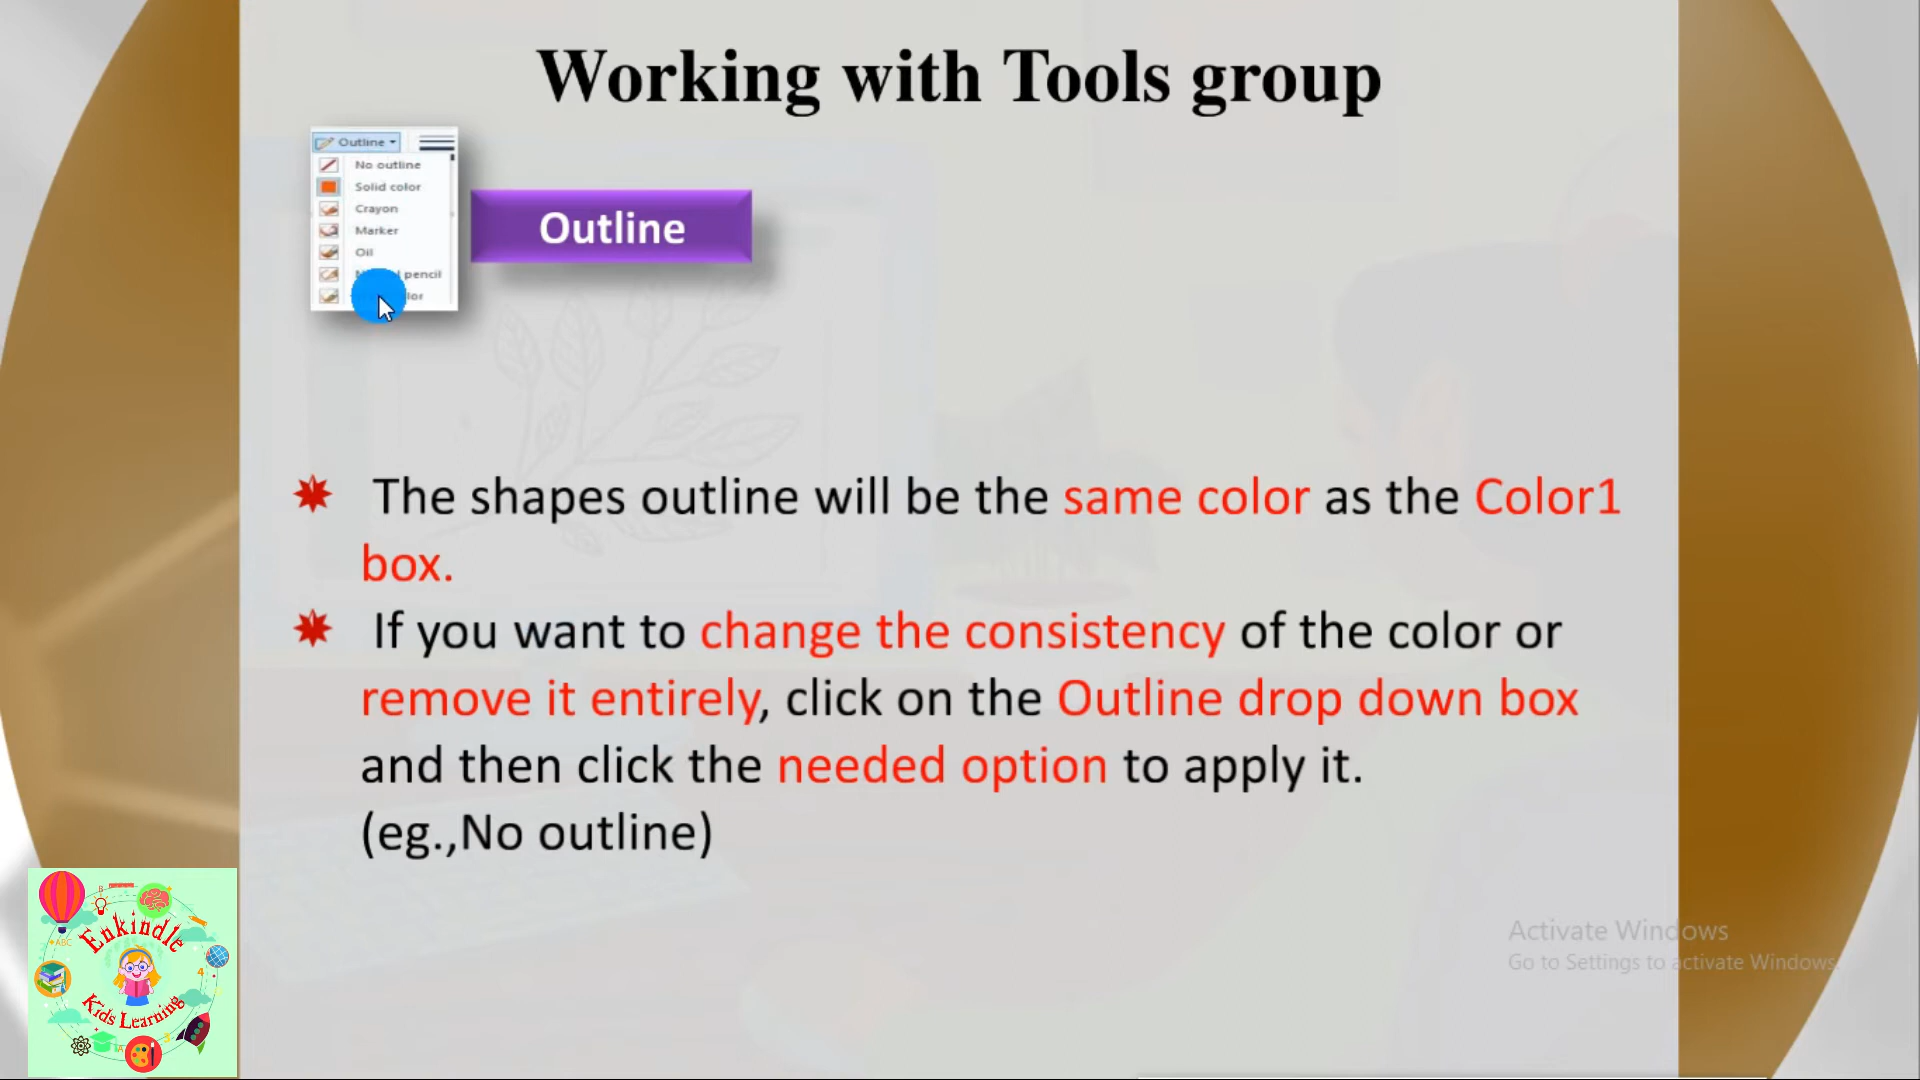 Working with Tools group
Outline
No outline
Solid color
Crayon
Marker
Oil
pencil
Outline
The shapes outline will be the same color as the Color1
box.
If you want to change the consistency of the color or
remove it entirely, click on the Outline drop down box
and then click the needed option to apply it.
(eg.,No outline)
Enkindle
Kids Learning
ABC
Activate Windows
Go to Settings to activate Windows.